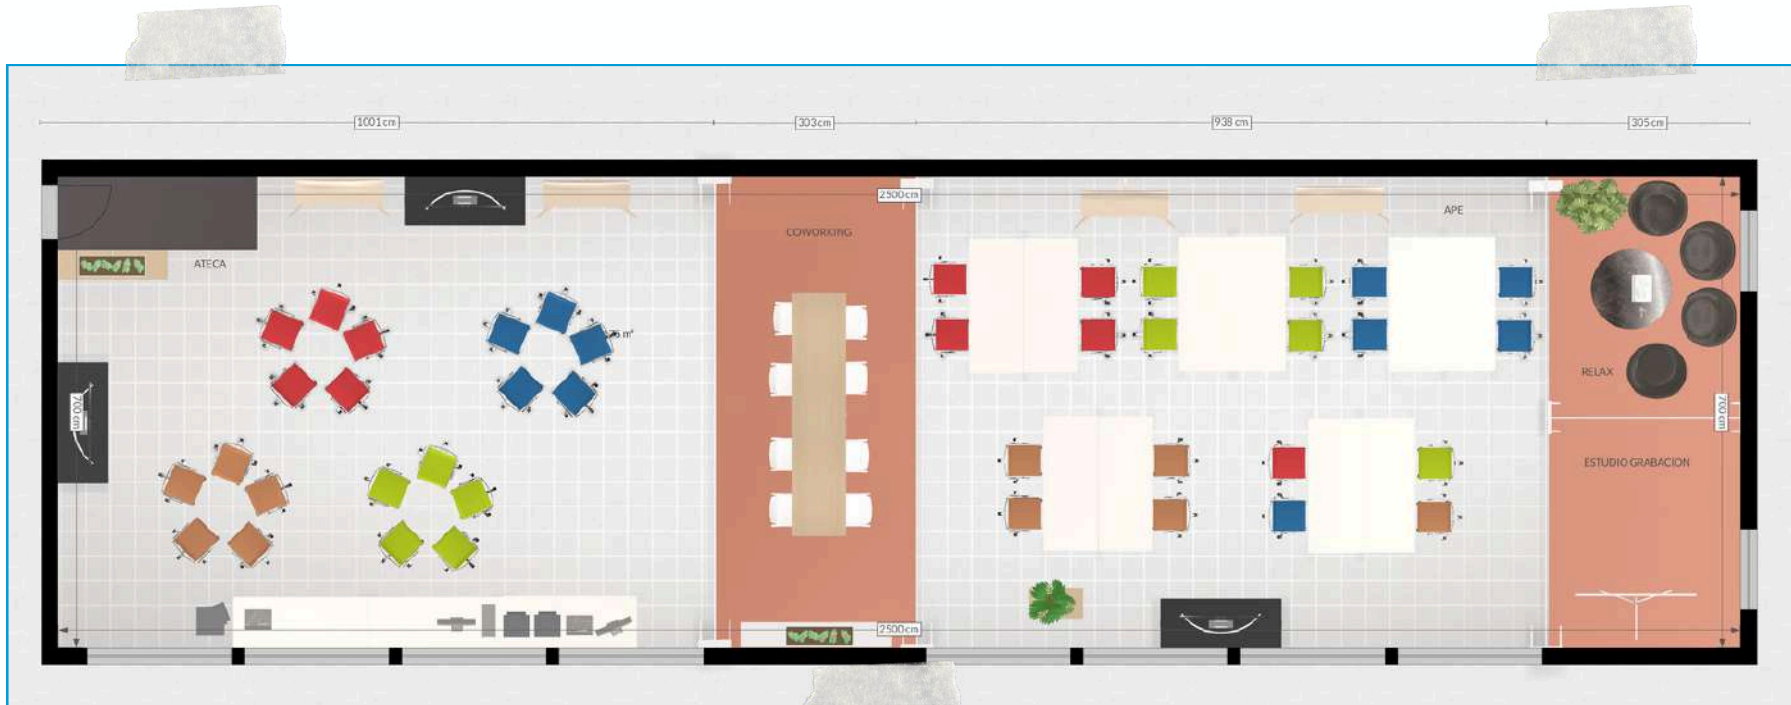 1001cm
303cm
938 cm
305cm
2500cm
COWORKING
APE
ATECA
RELAX
700 cm
700 cm
ESTUDIO GRABACION
2500cm